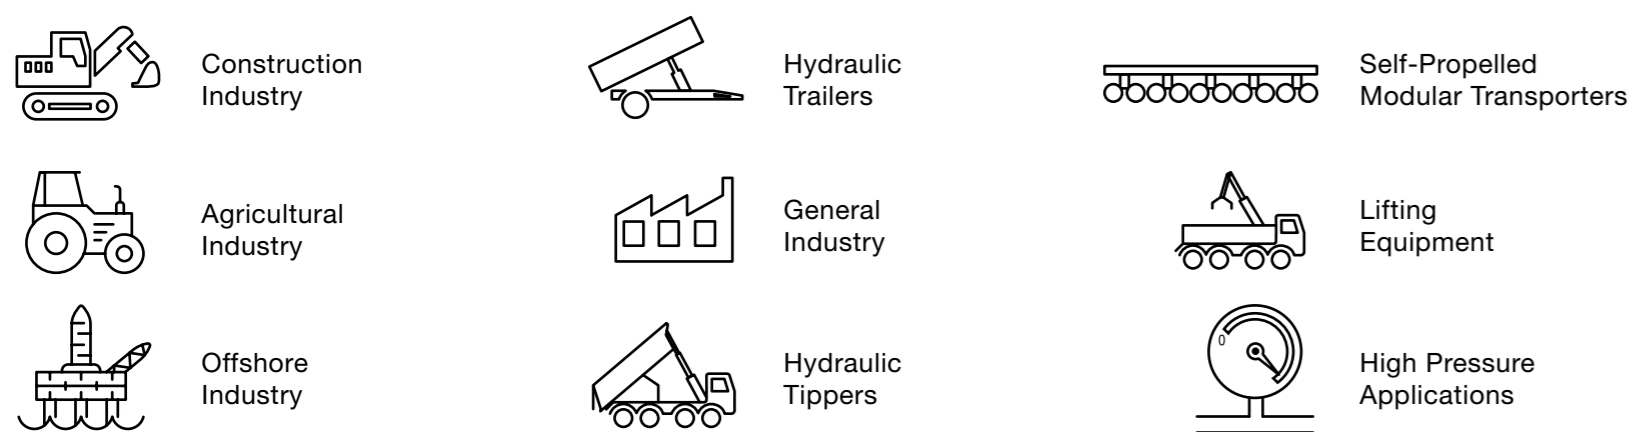 Construction
Industry
Hydraulic
Trailers
Self-Propelled
Modular Transporters
Agricultural
Industry
General
Industry
Lifting
Equipment
Offshore
Industry
Hydraulic
Tippers
0
High Pressure
Applications